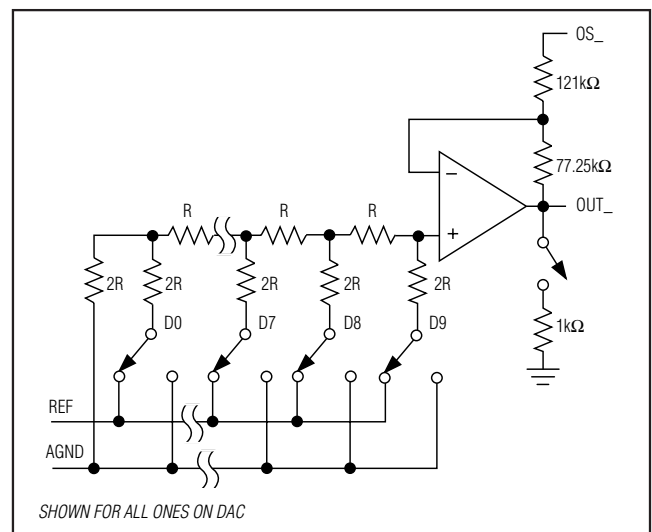 OS_
121kΩ
77.25kΩ
−
OUT_
R R R
+
2R 2R 2R 2R 2R
D0 D7 D8 D9
1kΩ
REF
AGND
SHOWN FOR ALL ONES ON DAC